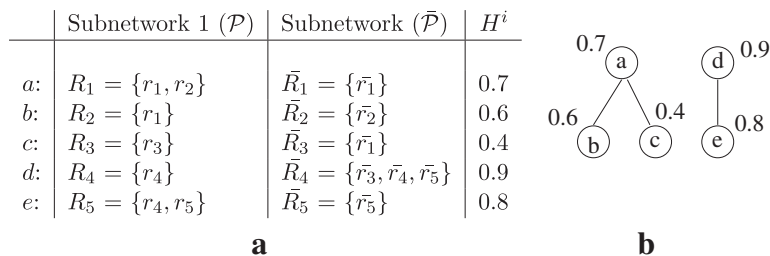 Subnetwork 1 (𝒫) Subnetwork (𝒫̄) Hⁱ
a: R₁ = {r₁, r₂} R̄₁ = {r̄₁} 0.7
b: R₂ = {r₁} R̄₂ = {r̄₂} 0.6
c: R₃ = {r₃} R̄₃ = {r̄₁} 0.4
d: R₄ = {r₄} R̄₄ = {r̄₃, r̄₄, r̄₅} 0.9
e: R₅ = {r₄, r₅} R̄₅ = {r̄₅} 0.8
a
0.7 a d 0.9
0.6 b 0.4 c e 0.8
b